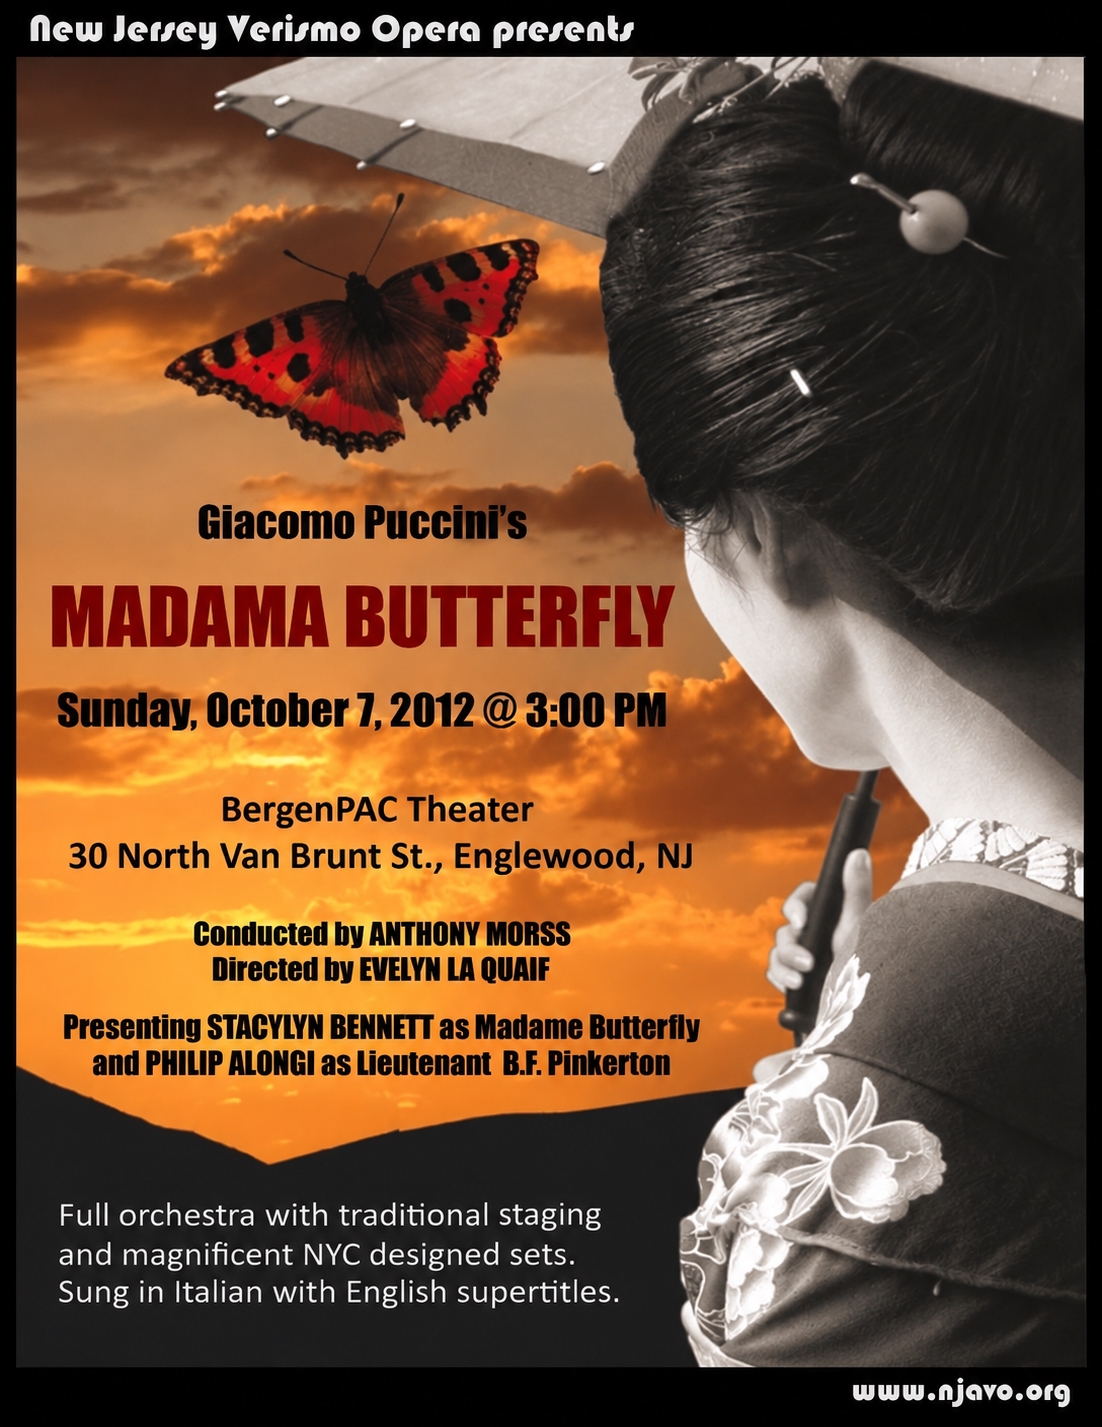 New Jersey Verismo Opera presents
Giacomo Puccini's
MADAMA BUTTERFLY
Sunday, October 7, 2012 @ 3:00 PM
BergenPAC Theater
30 North Van Brunt St., Englewood, NJ
Conducted by ANTHONY MORSS
Directed by EVELYN LA QUAIF
Presenting STACYLYN BENNETT as Madame Butterfly
and PHILIP ALONGI as Lieutenant B.F. Pinkerton
Full orchestra with traditional staging
and magnificent NYC designed sets.
Sung in Italian with English supertitles.
www.njavo.org